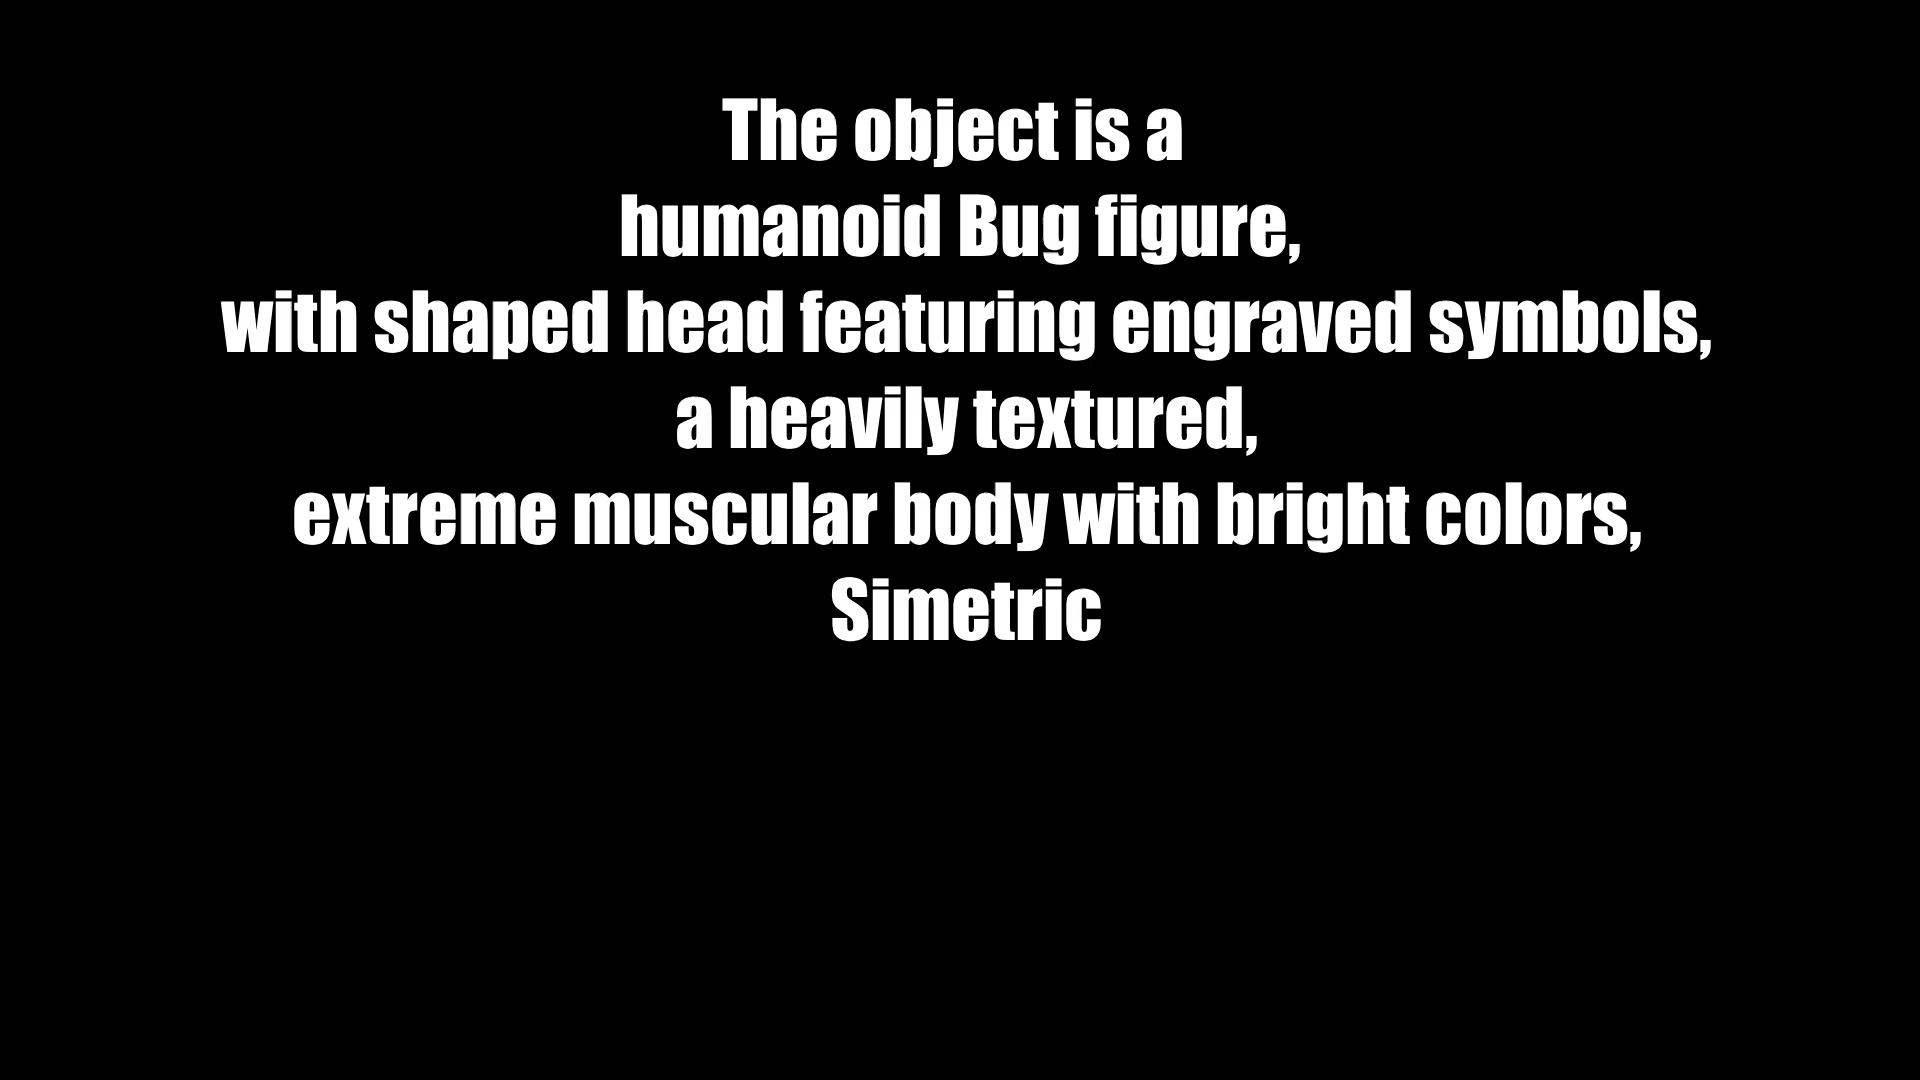 The object is a
humanoid Bug figure,
with shaped head featuring engraved symbols,
a heavily textured,
extreme muscular body with bright colors,
Simetric